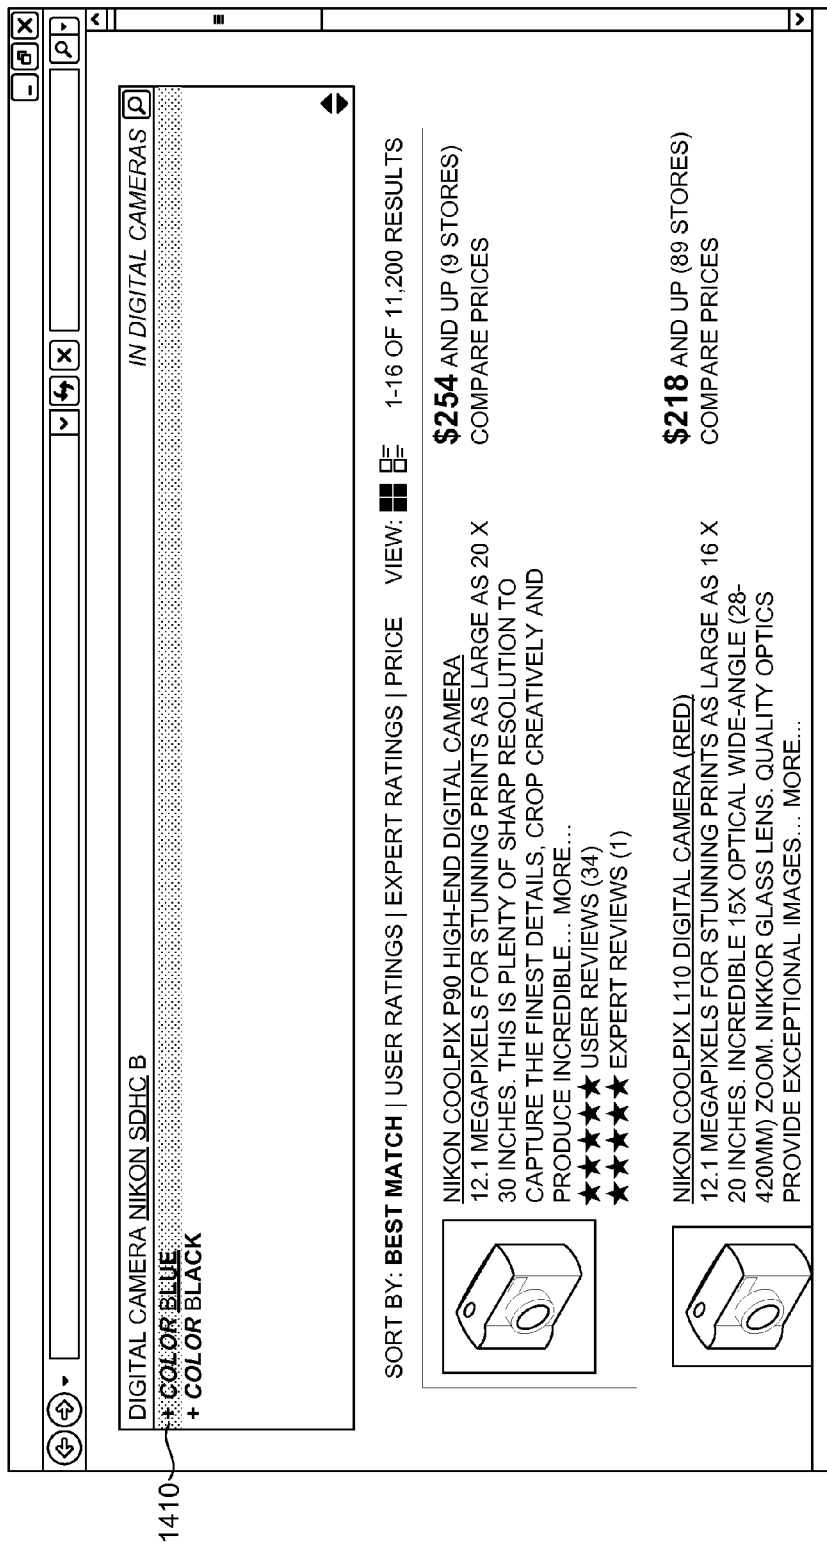 DIGITAL CAMERA NIKON SDHC B IN DIGITAL CAMERAS
+ COLOR BLUE
+ COLOR BLACK
1410
SORT BY: BEST MATCH | USER RATINGS | EXPERT RATINGS | PRICE VIEW: 1-16 OF 11,200 RESULTS
NIKON COOLPIX P90 HIGH-END DIGITAL CAMERA
12.1 MEGAPIXELS FOR STUNNING PRINTS AS LARGE AS 20 X
30 INCHES. THIS IS PLENTY OF SHARP RESOLUTION TO
CAPTURE THE FINEST DETAILS, CROP CREATIVELY AND
PRODUCE INCREDIBLE... MORE...
★★★★★ USER REVIEWS (34)
★★★★★ EXPERT REVIEWS (1)
$254 AND UP (9 STORES)
COMPARE PRICES
NIKON COOLPIX L110 DIGITAL CAMERA (RED)
12.1 MEGAPIXELS FOR STUNNING PRINTS AS LARGE AS 16 X
20 INCHES. INCREDIBLE 15X OPTICAL WIDE-ANGLE (28-
420MM) ZOOM. NIKKOR GLASS LENS. QUALITY OPTICS
PROVIDE EXCEPTIONAL IMAGES... MORE...
$218 AND UP (89 STORES)
COMPARE PRICES